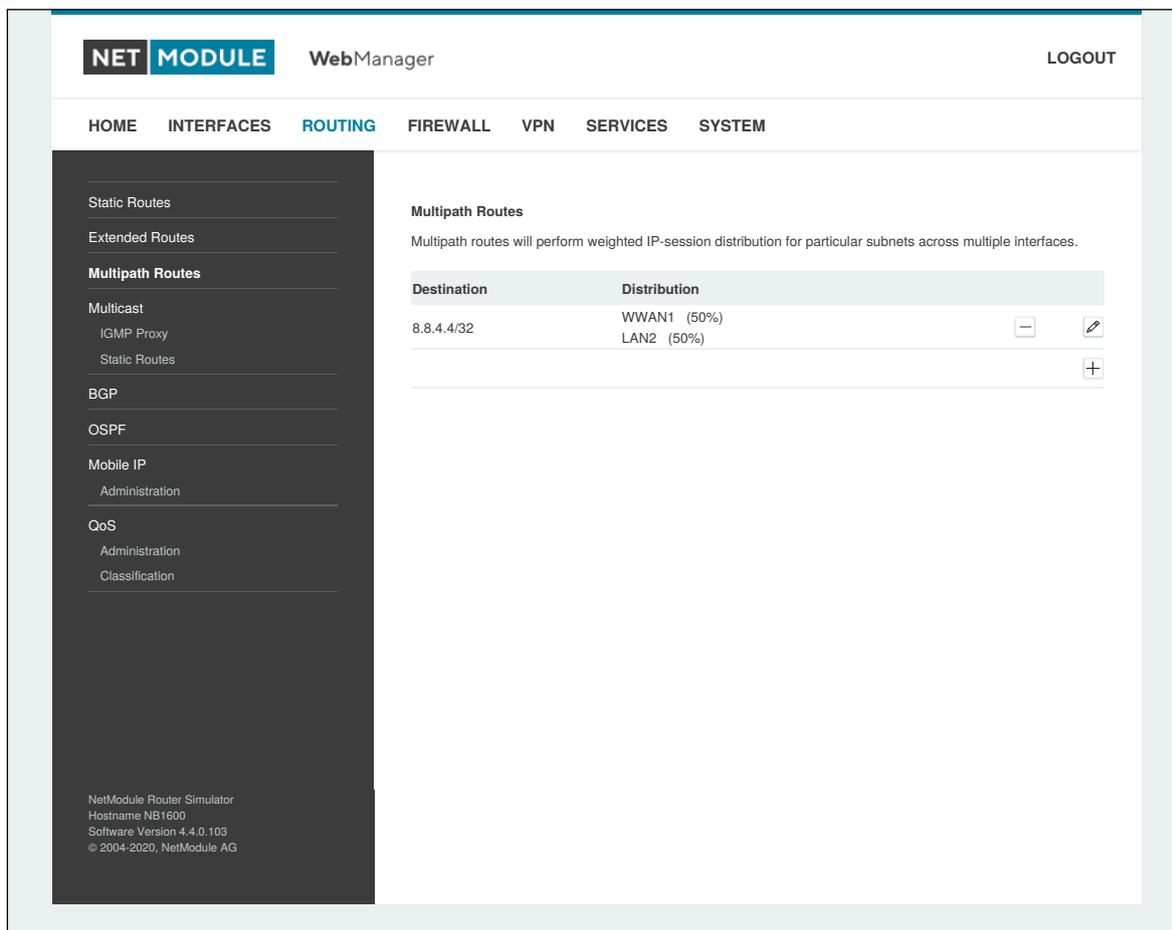 NET MODULE WebManager LOGOUT
HOME INTERFACES ROUTING FIREWALL VPN SERVICES SYSTEM
Static Routes
Extended Routes
Multipath Routes
Multicast
IGMP Proxy
Static Routes
BGP
OSPF
Mobile IP
Administration
QoS
Administration
Classification
NetModule Router Simulator
Hostname NB1600
Software Version 4.4.0.103
© 2004-2020, NetModule AG
Multipath Routes
Multipath routes will perform weighted IP-session distribution for particular subnets across multiple interfaces.
Destination Distribution
8.8.4.4/32 WWAN1 (50%)
LAN2 (50%)